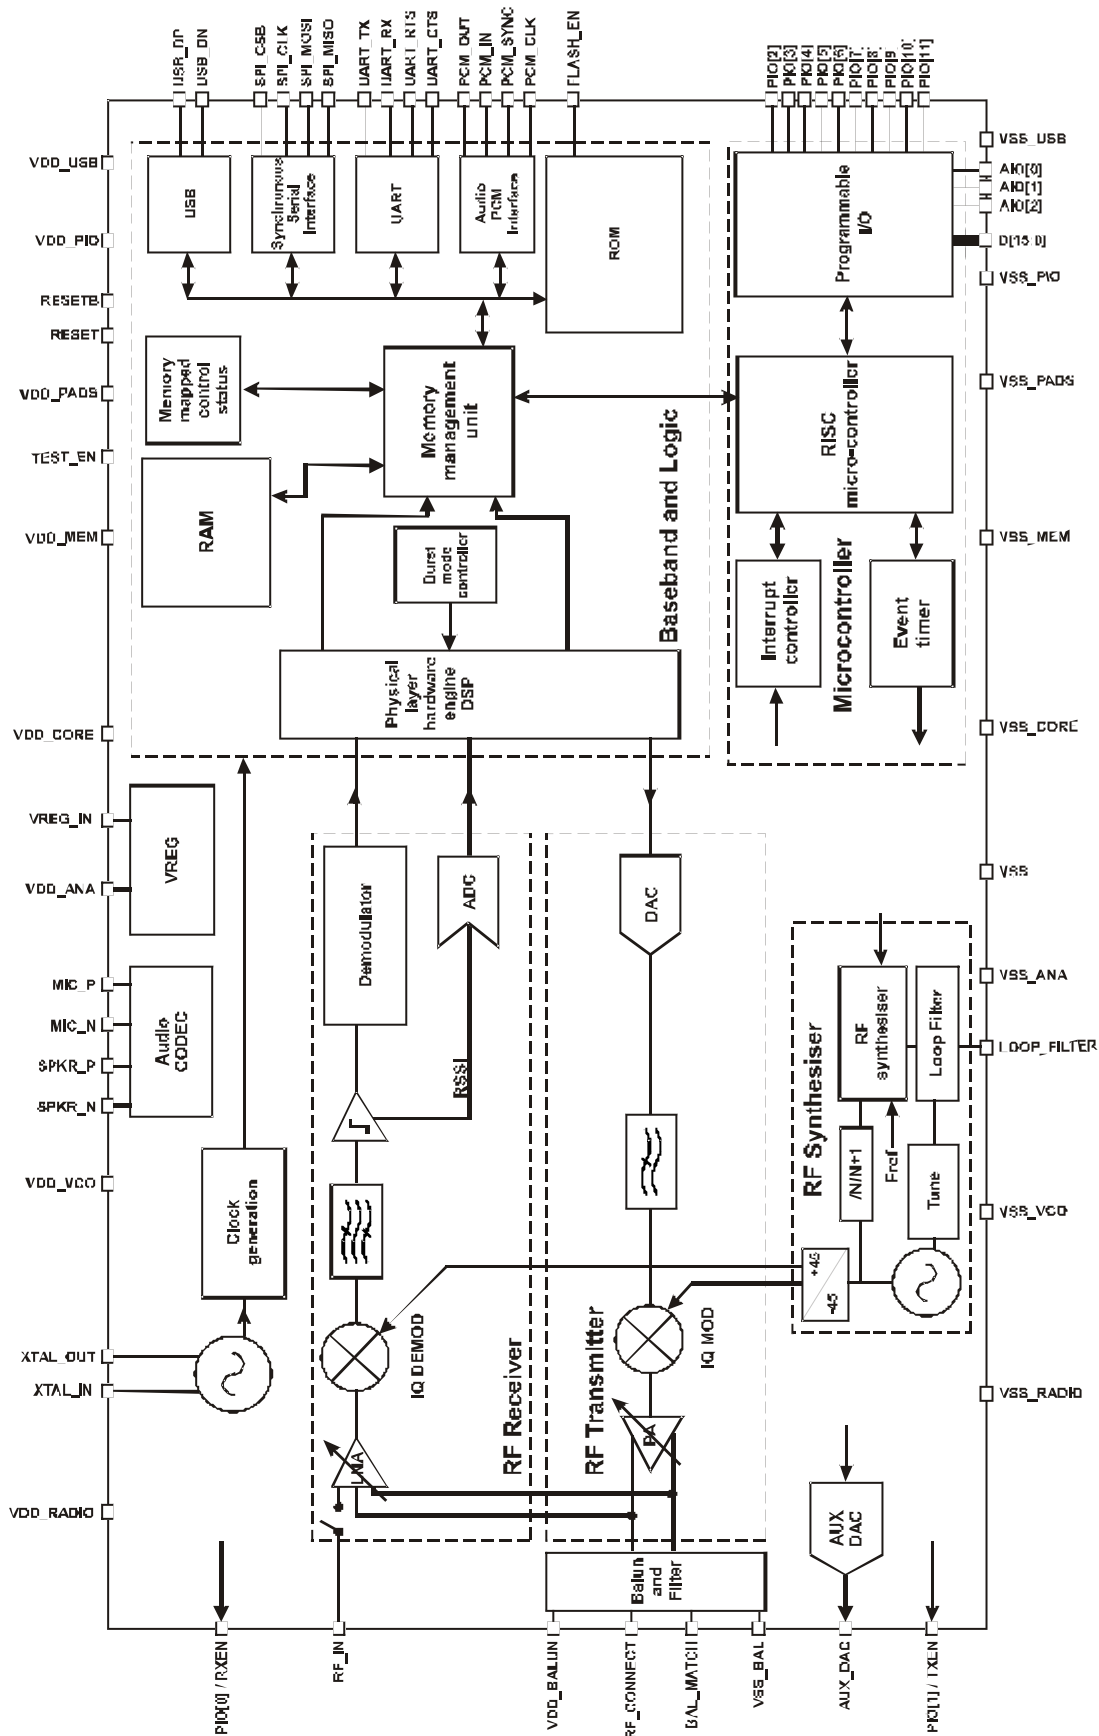 USB_DP
USB_DN
SPI_CSB
SPI_CLK
SPI_MOSI
SPI_MISO
UART_TX
UART_RX
UART_RTS
UART_CTS
PCM_OUT
PCM_IN
PCM_SYNC
PCM_CLK
FLASH_EN
PIO[2]
PIO[3]
PIO[4]
PIO[5]
PIO[6]
PIO[7]
PIO[8]
PIO[9]
PIO[10]
PIO[11]
VDD_USB
VDD_PIO
RESETB
RESET
VDD_PADS
TEST_EN
VDD_MEM
VDD_CORE
VREG_IN
VDD_ANA
MIC_P
MIC_N
SPKR_P
SPKR_N
VDD_VCO
XTAL_OUT
XTAL_IN
VDD_RADIO
USB
Synchronous
Serial
Interface
UART
Audio
PCM
Interface
ROM
Programmable
I/O
Memory
mapped
control
status
RAM
Memory
management
unit
Burst
mode
controller
Physical
layer
hardware
engine
DSP
Baseband and Logic
RISC
micro-controller
Interrupt
controller
Event
timer
Microcontroller
VREG
Audio
CODEC
Clock
generation
Demodulator
ADC
RSSI
IQ DEMOD
LNA
RF Receiver
DAC
IQ MOD
PA
RF Transmitter
RF
synthesiser
Loop Filter
/N/N+1
Fref
Tune
+45
-45
RF Synthesiser
Balun
and
Filter
AUX
DAC
VSS_USB
AIO[0]
AIO[1]
AIO[2]
D[15:0]
VSS_PIO
VSS_PADS
VSS_MEM
VSS_CORE
VSS
VSS_ANA
LOOP_FILTER
VSS_VCO
VSS_RADIO
PIO[0] / RXEN
RF_IN
VDD_BALUN
RF_CONNECT
BAL_MATCH
VSS_BAL
AUX_DAC
PIO[1] / TXEN